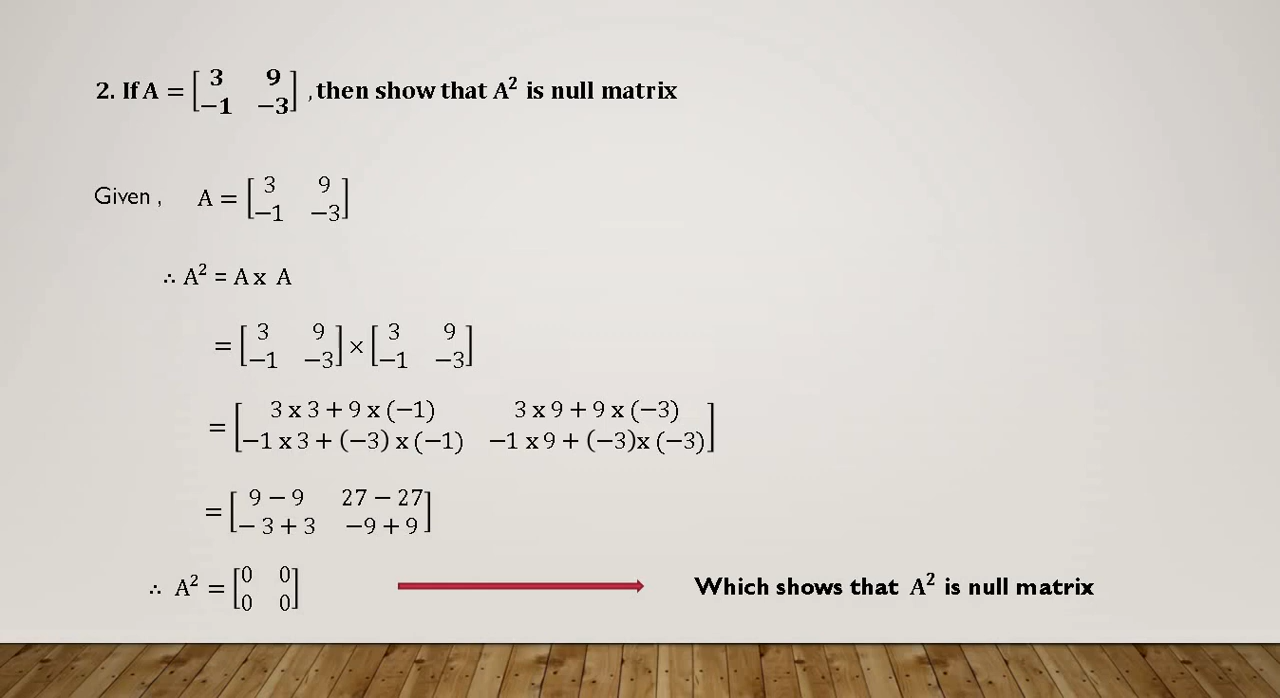 2. If A = [3 9 −1 −3] , then show that A² is null matrix
Given , A = [3 9 −1 −3]
∴ A² = A x A
= [3 9 −1 −3] × [3 9 −1 −3]
= [3 x 3 + 9 x (−1) 3 x 9 + 9 x (−3) −1 x 3 + (−3) x (−1) −1 x 9 + (−3)x (−3)]
= [9 − 9 27 − 27 − 3 + 3 −9 + 9]
∴ A² = [0 0 0 0] Which shows that A² is null matrix